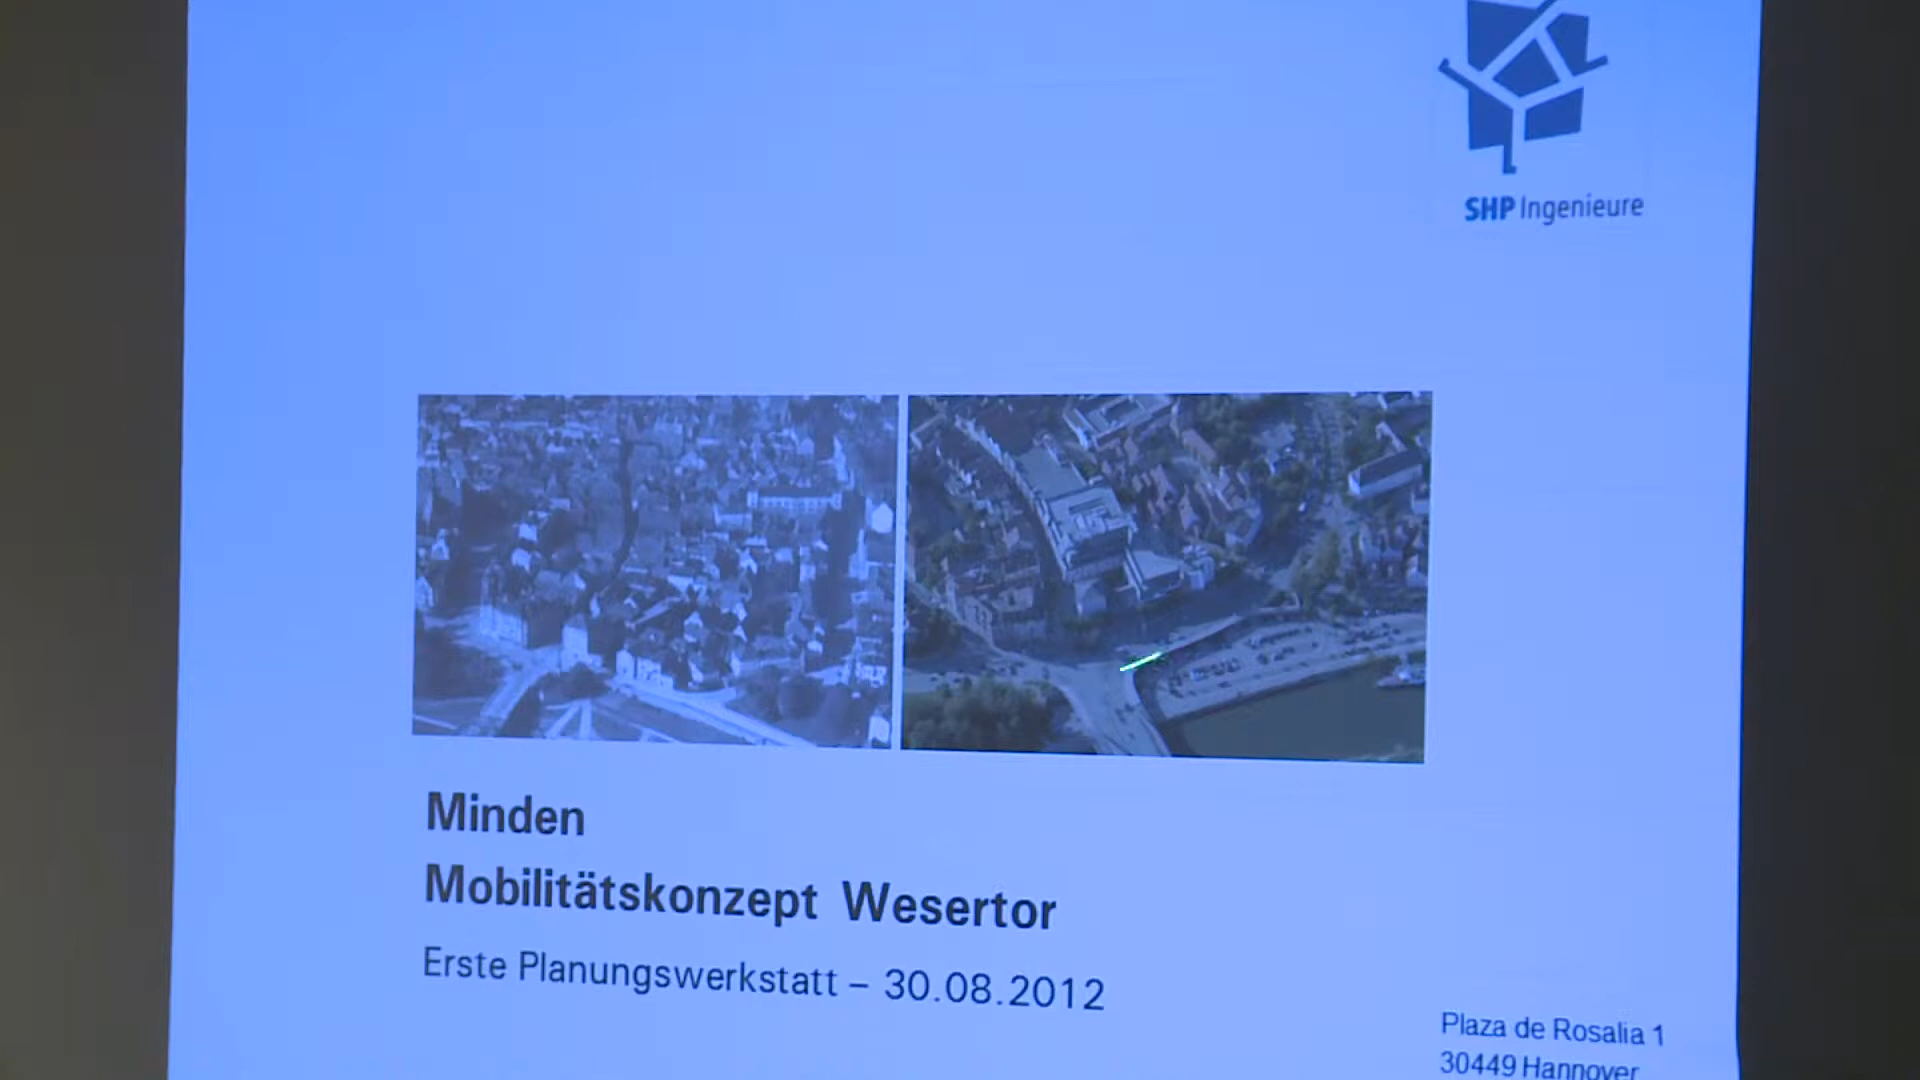 SHP Ingenieure
Minden
Mobilitätskonzept Wesertor
Erste Planungswerkstatt – 30.08.2012
Plaza de Rosalia 1
30449 Hannover